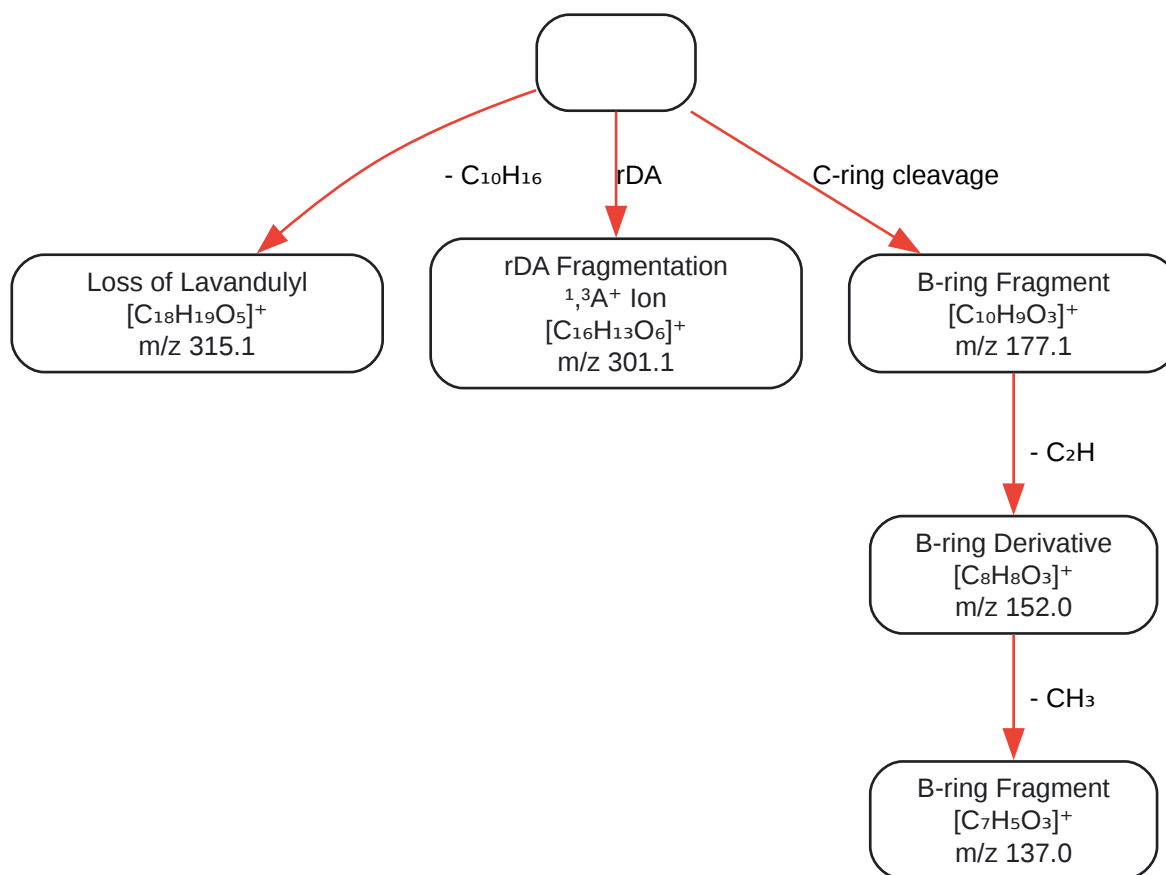 - C₁₀H₁₆
rDA
C-ring cleavage
Loss of Lavandulyl
[C₁₈H₁₉O₅]⁺
m/z 315.1
rDA Fragmentation
¹,³A⁺ Ion
[C₁₆H₁₃O₆]⁺
m/z 301.1
B-ring Fragment
[C₁₀H₉O₃]⁺
m/z 177.1
- C₂H
B-ring Derivative
[C₈H₈O₃]⁺
m/z 152.0
- CH₃
B-ring Fragment
[C₇H₅O₃]⁺
m/z 137.0